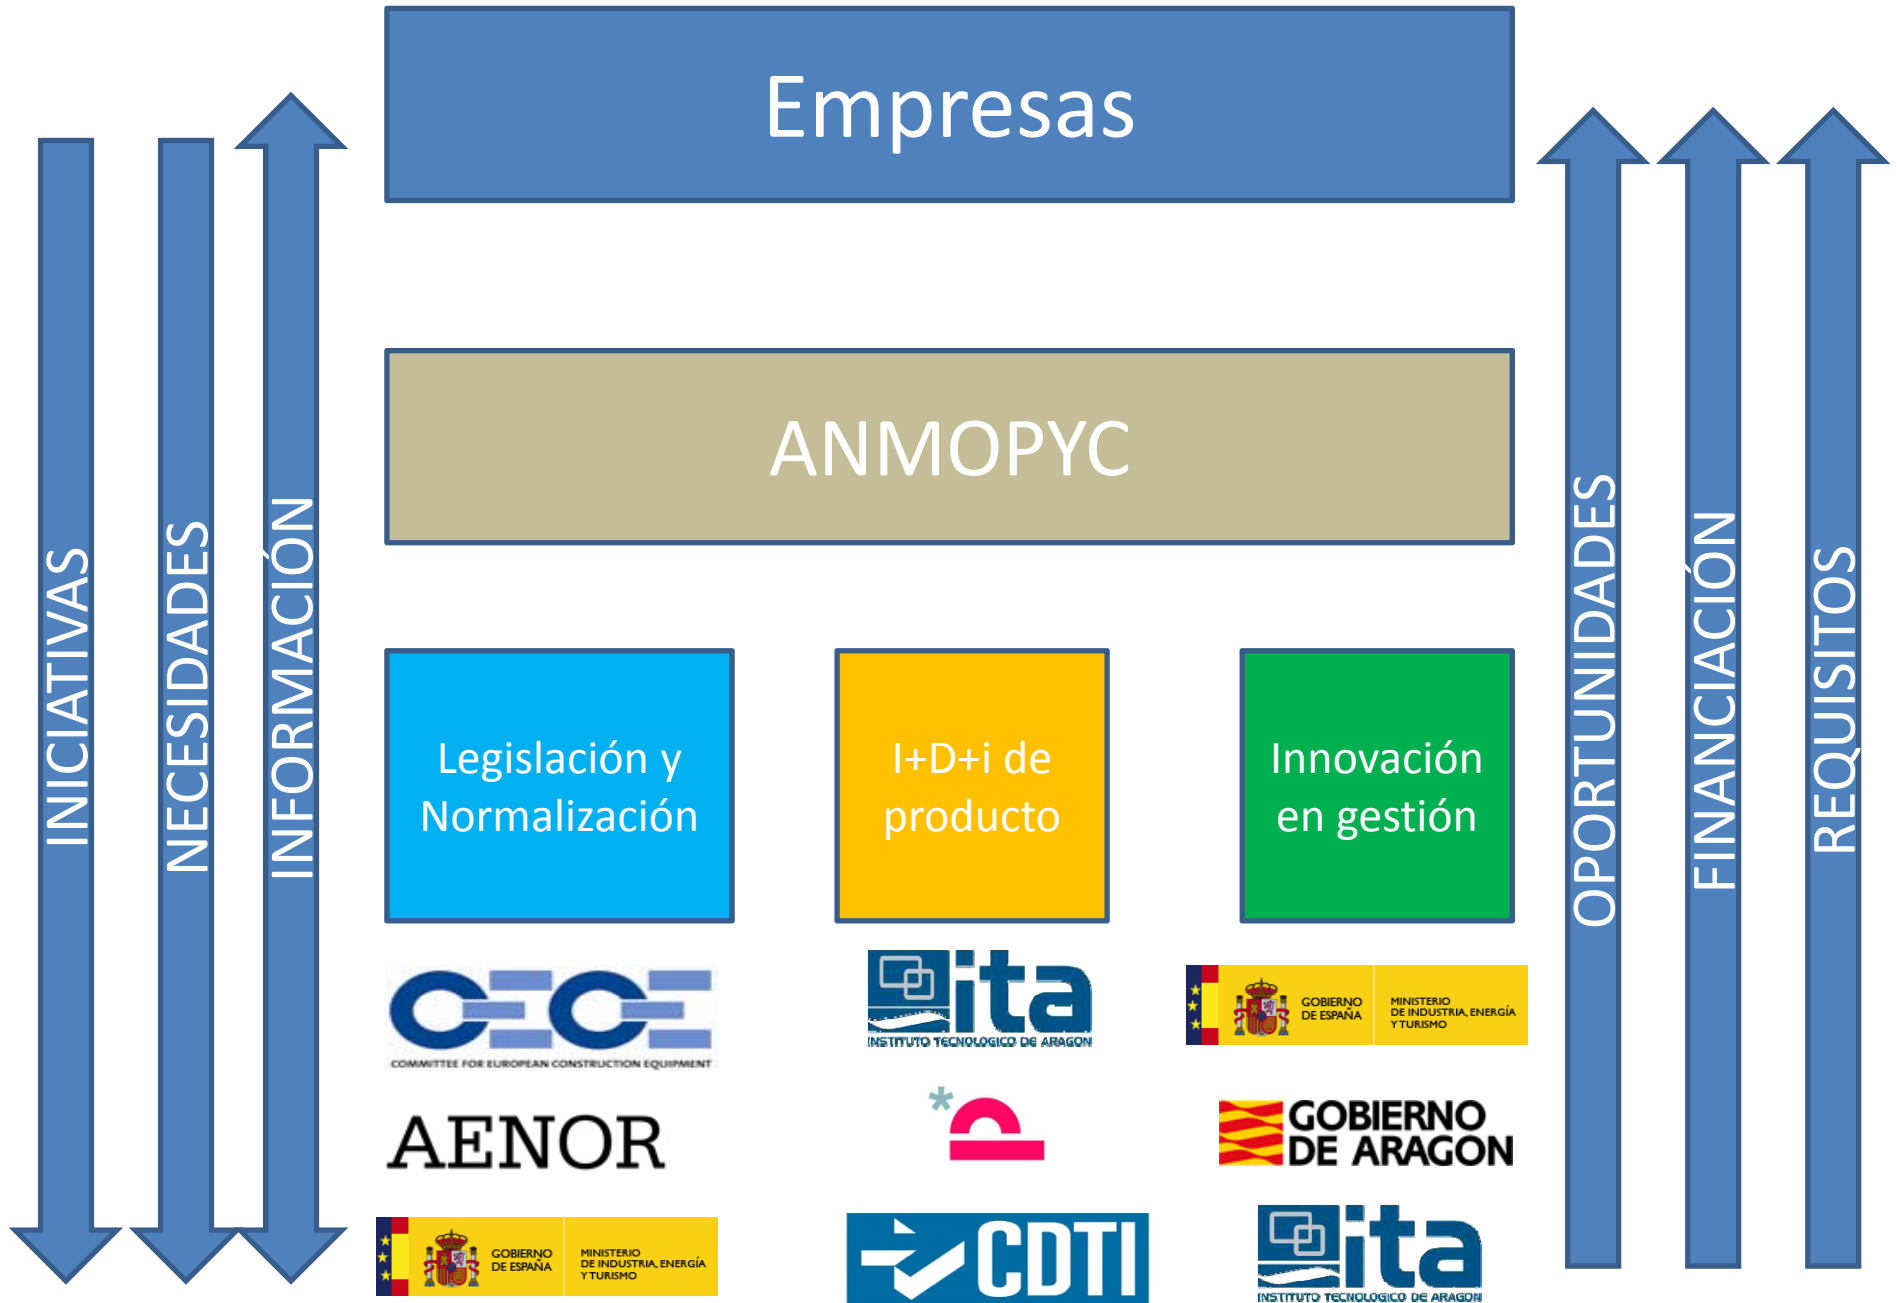 Empresas
ANMOPYC
INICIATIVAS
NECESIDADES
INFORMACIÓN
OPORTUNIDADES
FINANCIACIÓN
REQUISITOS
Legislación y
Normalización
I+D+i de
producto
Innovación
en gestión
CECE
COMMITTEE FOR EUROPEAN CONSTRUCTION EQUIPMENT
AENOR
GOBIERNO
DE ESPAÑA
MINISTERIO
DE INDUSTRIA, ENERGÍA
Y TURISMO
ita
INSTITUTO TECNOLOGICO DE ARAGON
*
CDTI
GOBIERNO
DE ESPAÑA
MINISTERIO
DE INDUSTRIA, ENERGÍA
Y TURISMO
GOBIERNO
DE ARAGON
ita
INSTITUTO TECNOLOGICO DE ARAGON